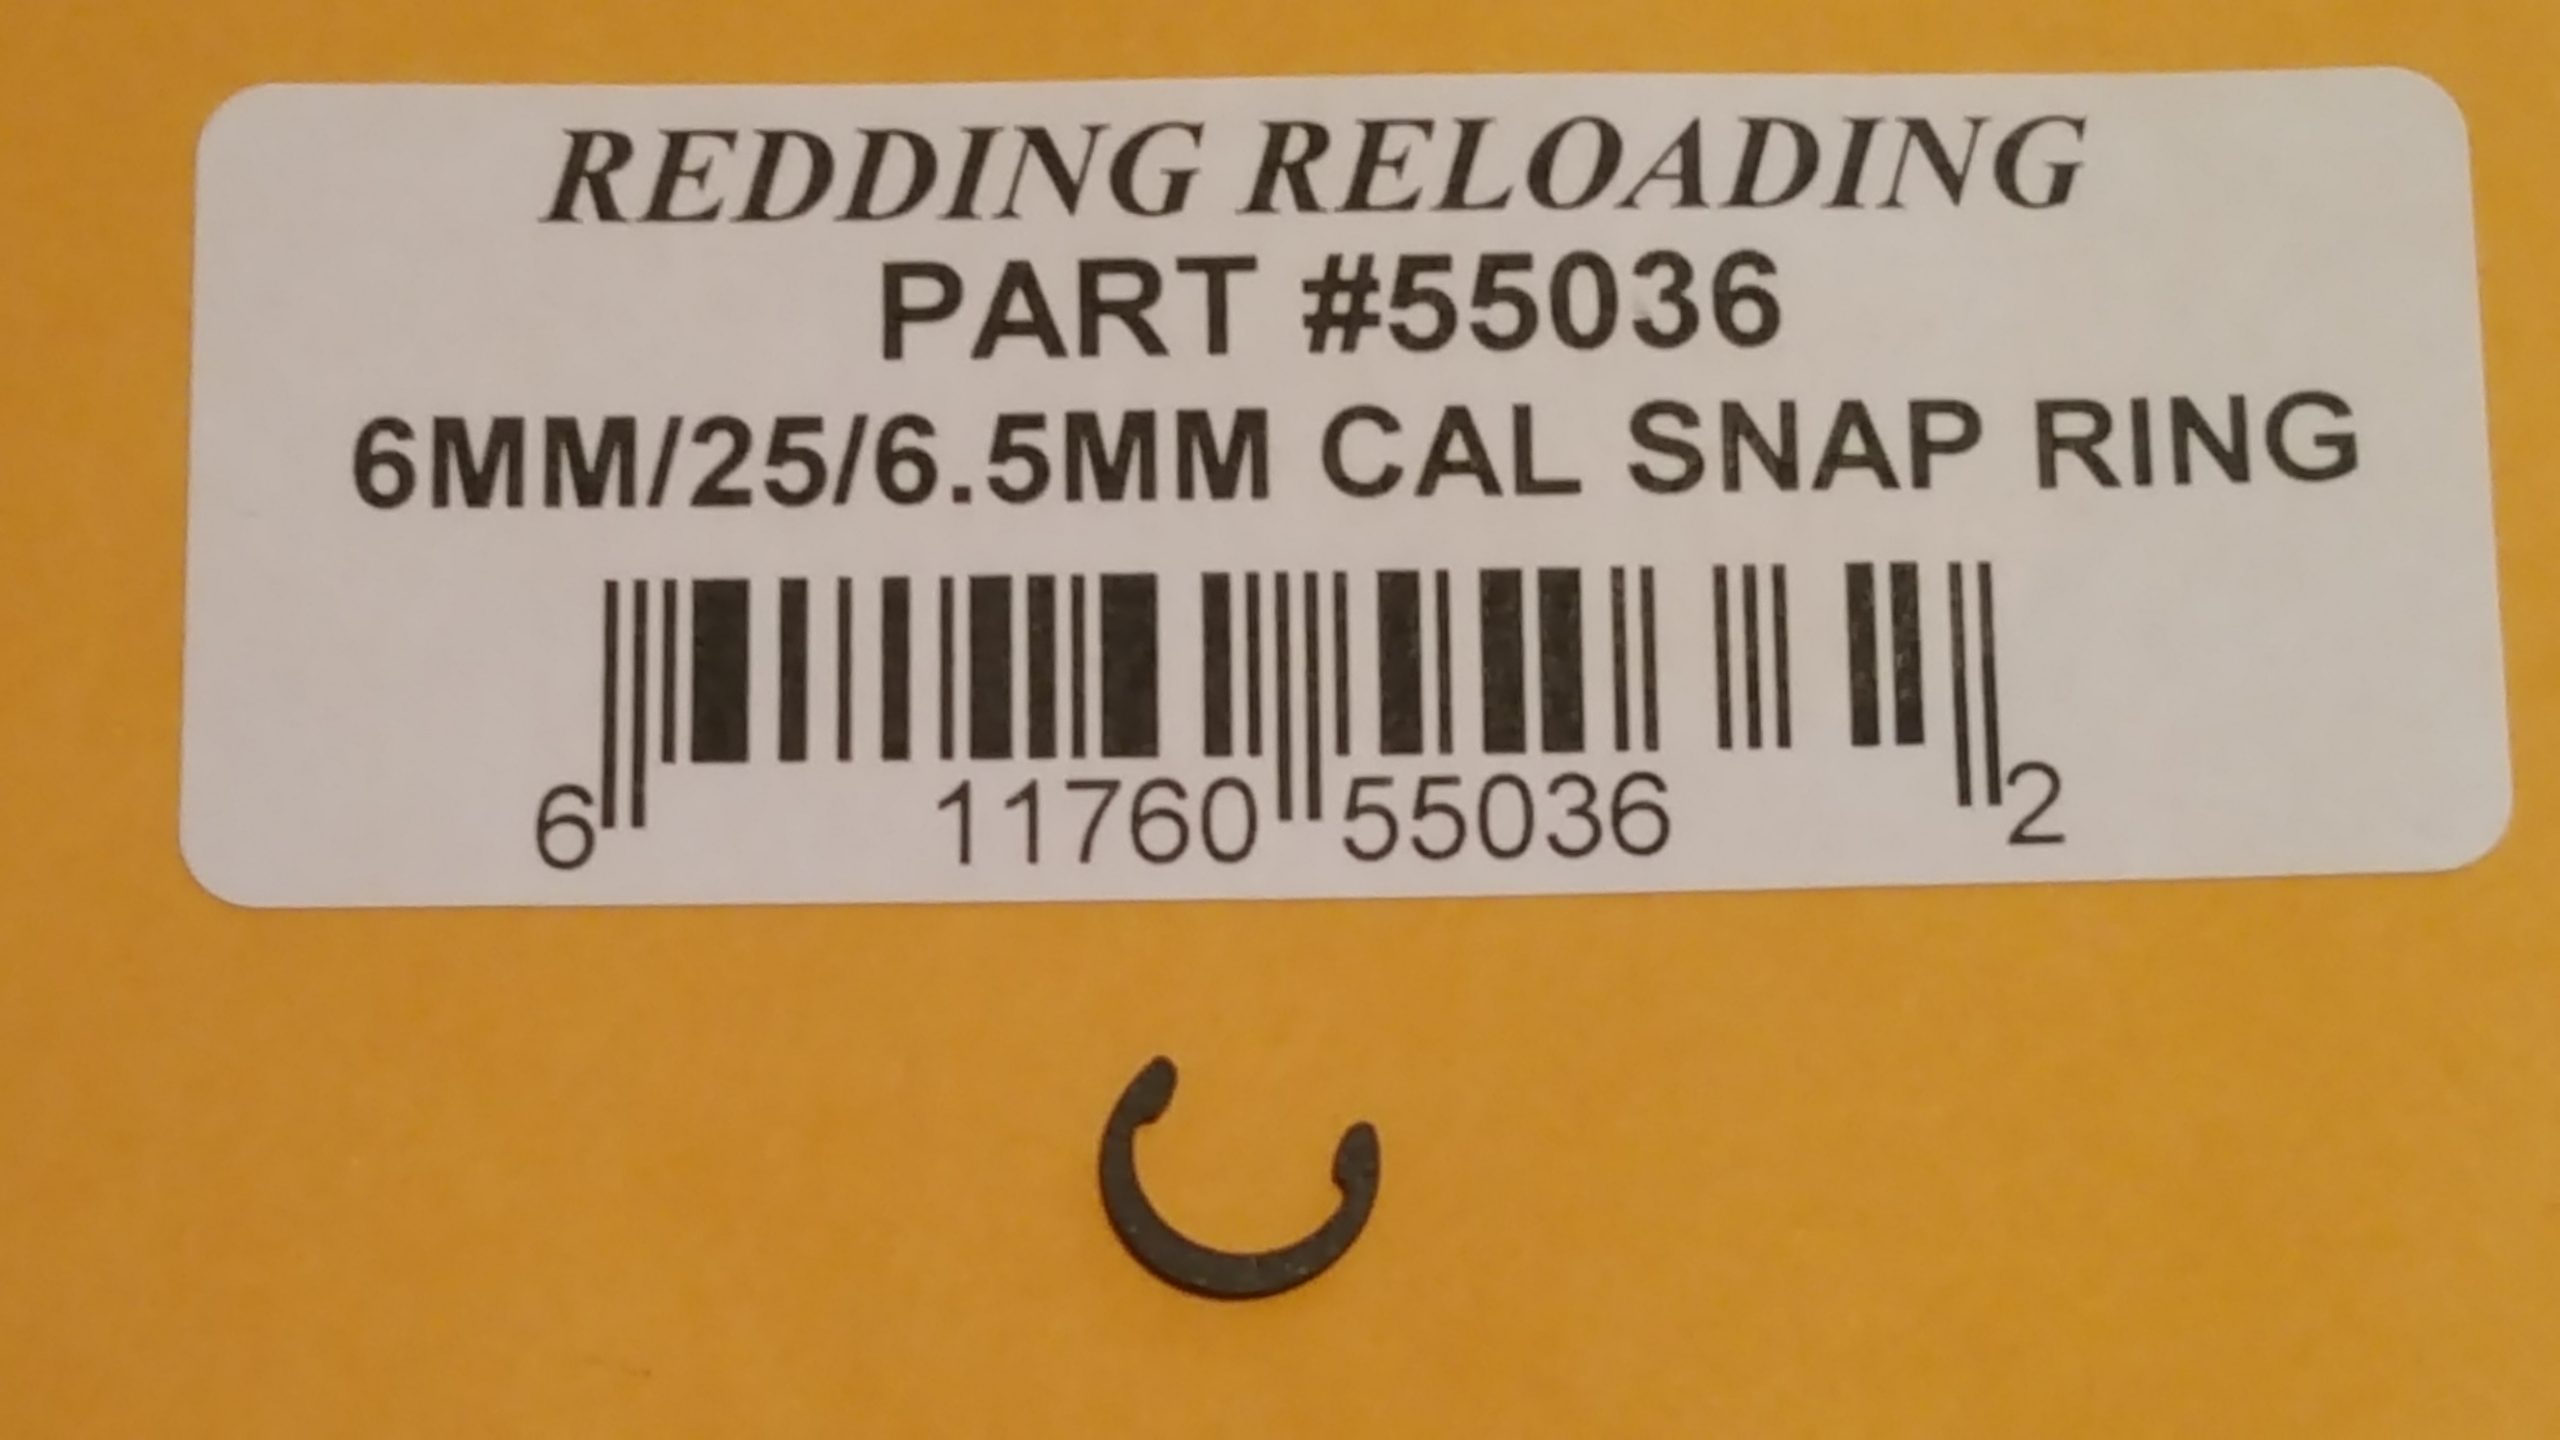 REDDING RELOADING
PART #55036
6MM/25/6.5MM CAL SNAP RING
6 11760 55036 2